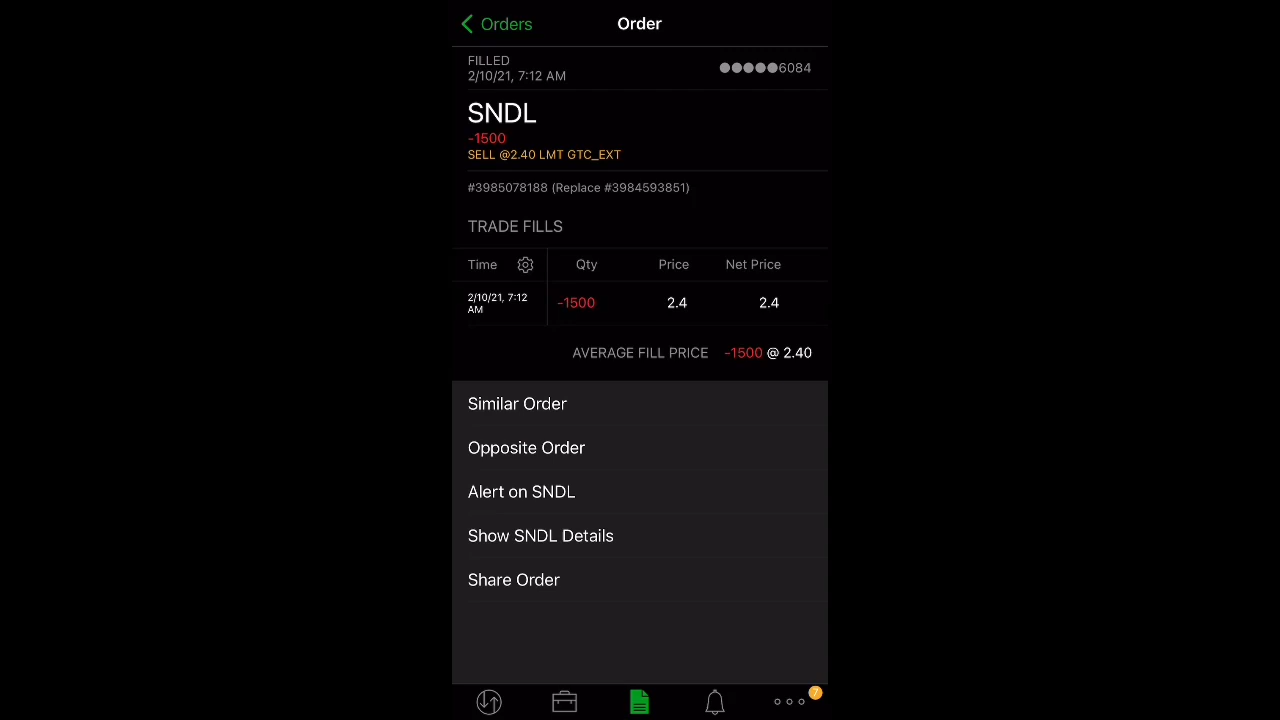 Orders
Order
FILLED
2/10/21, 7:12 AM
●●●●●6084
SNDL
-1500
SELL @2.40 LMT GTC_EXT
#3985078188 (Replace #3984593851)
TRADE FILLS
Time Qty Price Net Price
2/10/21, 7:12 AM -1500 2.4 2.4
AVERAGE FILL PRICE -1500 @ 2.40
Similar Order
Opposite Order
Alert on SNDL
Show SNDL Details
Share Order
7